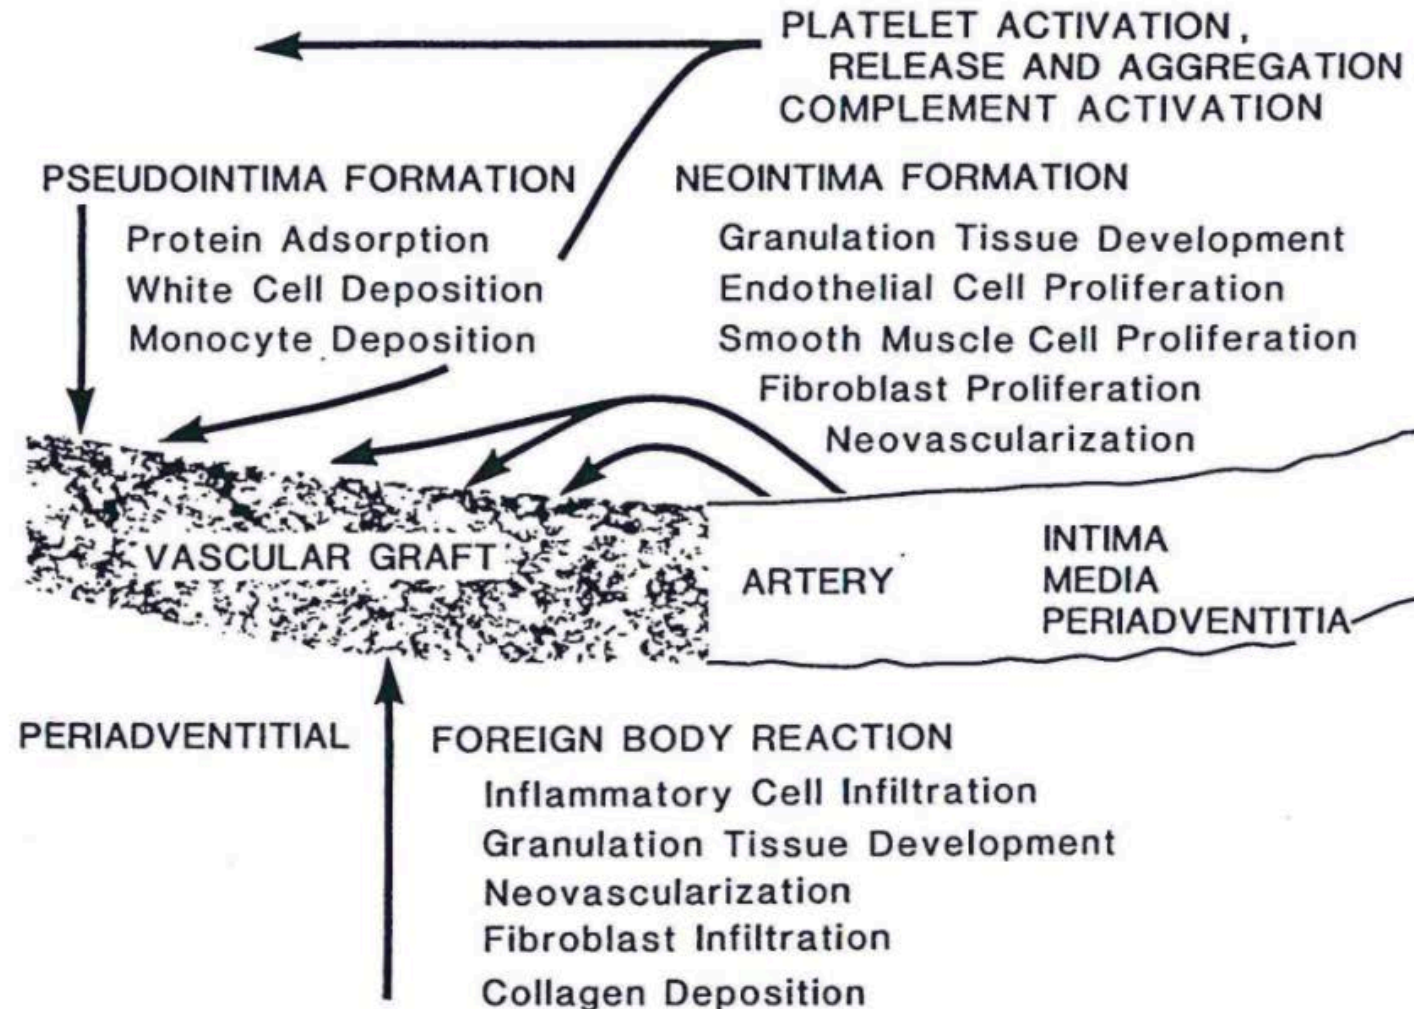 PLATELET ACTIVATION,
RELEASE AND AGGREGATION
COMPLEMENT ACTIVATION
PSEUDOINTIMA FORMATION
Protein Adsorption
White Cell Deposition
Monocyte Deposition
NEOINTIMA FORMATION
Granulation Tissue Development
Endothelial Cell Proliferation
Smooth Muscle Cell Proliferation
Fibroblast Proliferation
Neovascularization
VASCULAR GRAFT
ARTERY
INTIMA
MEDIA
PERIADVENTITIA
PERIADVENTITIAL
FOREIGN BODY REACTION
Inflammatory Cell Infiltration
Granulation Tissue Development
Neovascularization
Fibroblast Infiltration
Collagen Deposition